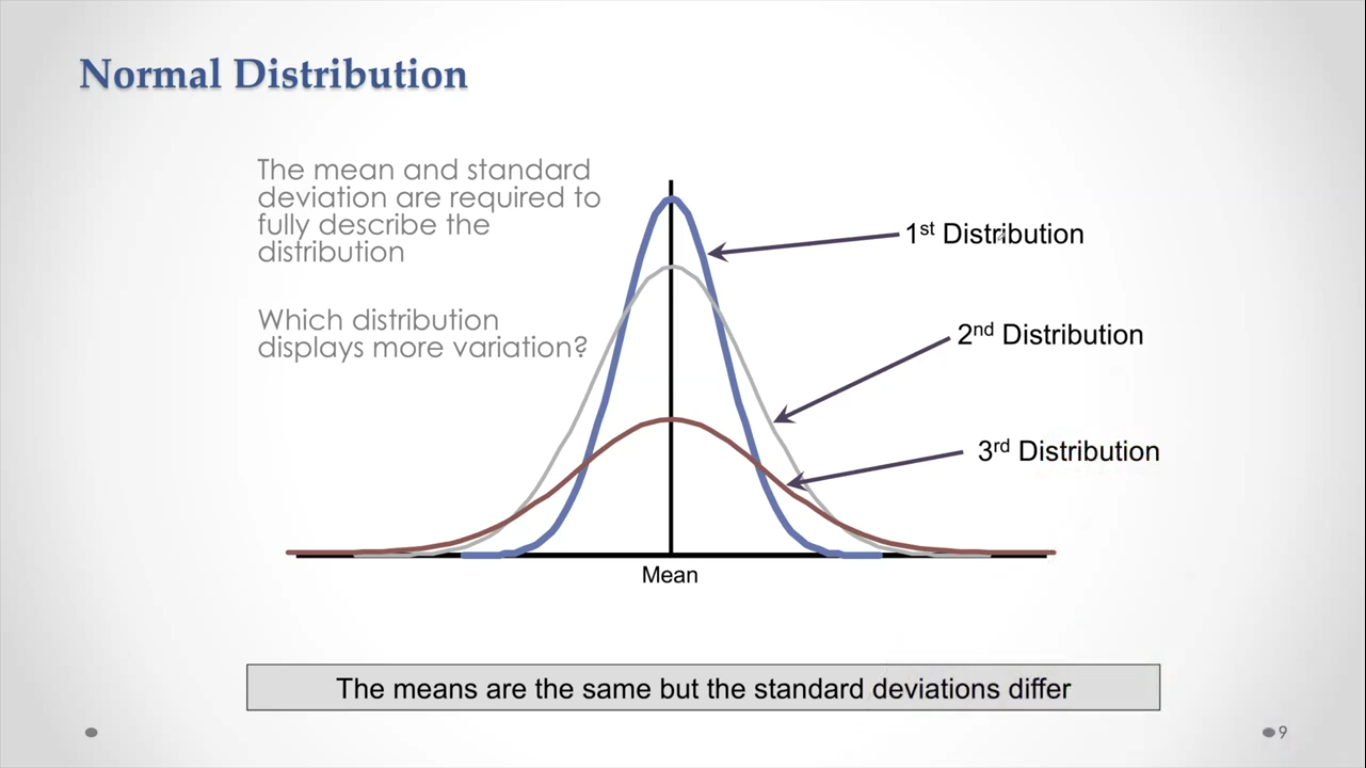 Normal Distribution
The mean and standard
deviation are required to
fully describe the
distribution
Which distribution
displays more variation?
1st Distribution
2nd Distribution
3rd Distribution
Mean
The means are the same but the standard deviations differ
9